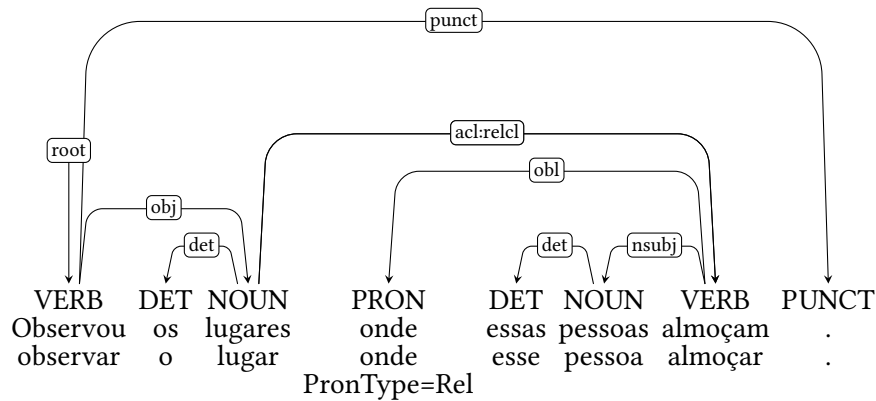 punct
root
acl:relcl
obl
obj
det
det
nsubj
VERB DET NOUN PRON DET NOUN VERB PUNCT
Observou os lugares onde essas pessoas almoçam .
observar o lugar onde esse pessoa almoçar .
PronType=Rel